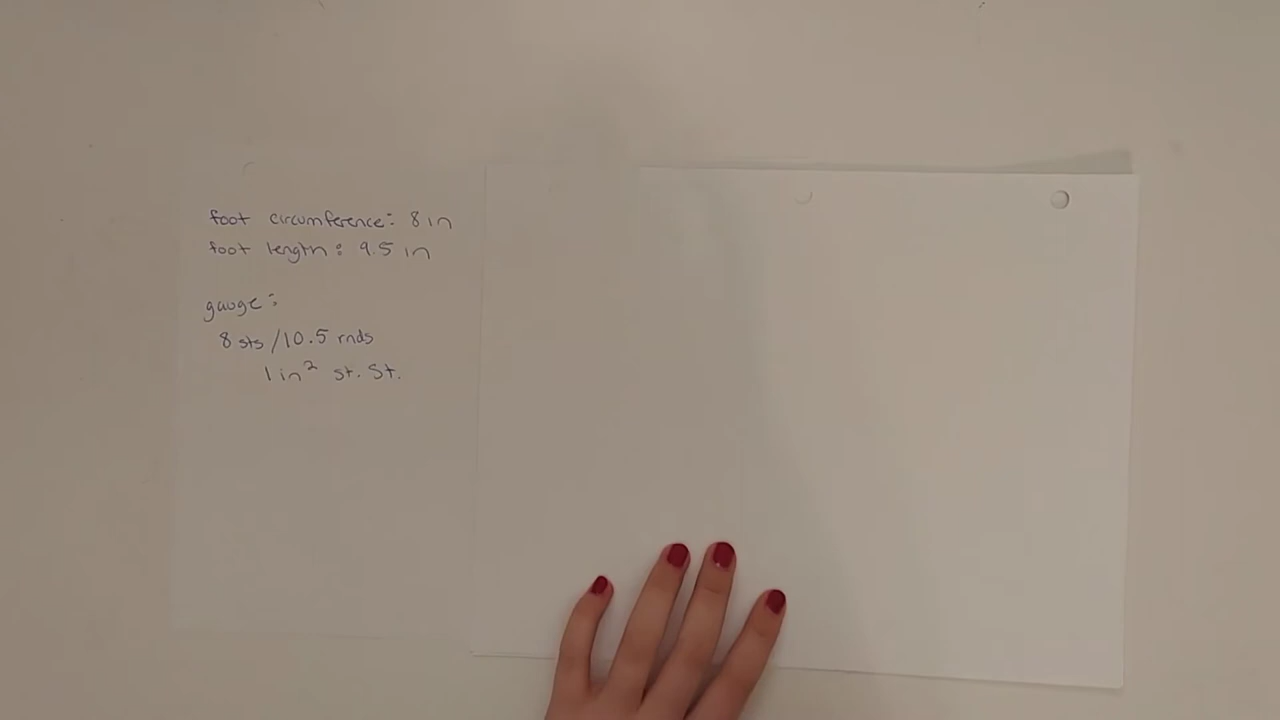 foot circumference: 8 in
foot length: 9.5 in
gauge:
8 sts/10.5 rnds
1 in² st. St.